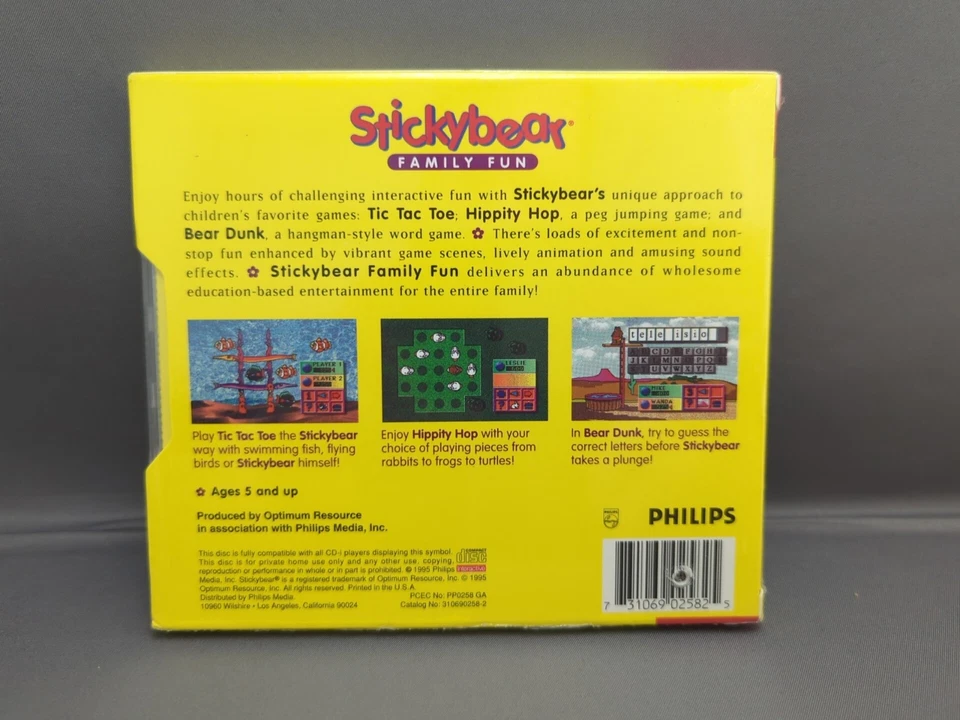 Stickybear®
FAMILY FUN
Enjoy hours of challenging interactive fun with Stickybear's unique approach to
children's favorite games: Tic Tac Toe; Hippity Hop, a peg jumping game; and
Bear Dunk, a hangman-style word game. ✿ There's loads of excitement and non-
stop fun enhanced by vibrant game scenes, lively animation and amusing sound
effects. ✿ Stickybear Family Fun delivers an abundance of wholesome
education-based entertainment for the entire family!
PLAYER 1
PLAYER 2
LESLIE
tele isio
MIKE
WANDA
Play Tic Tac Toe the Stickybear
way with swimming fish, flying
birds or Stickybear himself!
Enjoy Hippity Hop with your
choice of playing pieces from
rabbits to frogs to turtles!
In Bear Dunk, try to guess the
correct letters before Stickybear
takes a plunge!
✿ Ages 5 and up
Produced by Optimum Resource
in association with Philips Media, Inc.
PHILIPS
This disc is fully compatible with all CD-i players displaying this symbol.
This disc is for private home use only and any other use, copying,
reproduction or performance in whole or in part is prohibited. ℗ 1995 Philips
Media, Inc. Stickybear® is a registered trademark of Optimum Resource, Inc. © 1995
Optimum Resource, Inc. All rights reserved. Printed in the U.S.A.
Distributed by Philips Media
10960 Wilshire • Los Angeles, California 90024
COMPACT
disc
Interactive
PCEC No: PP0258 GA
Catalog No: 310690258-2
7 31069 02582 5